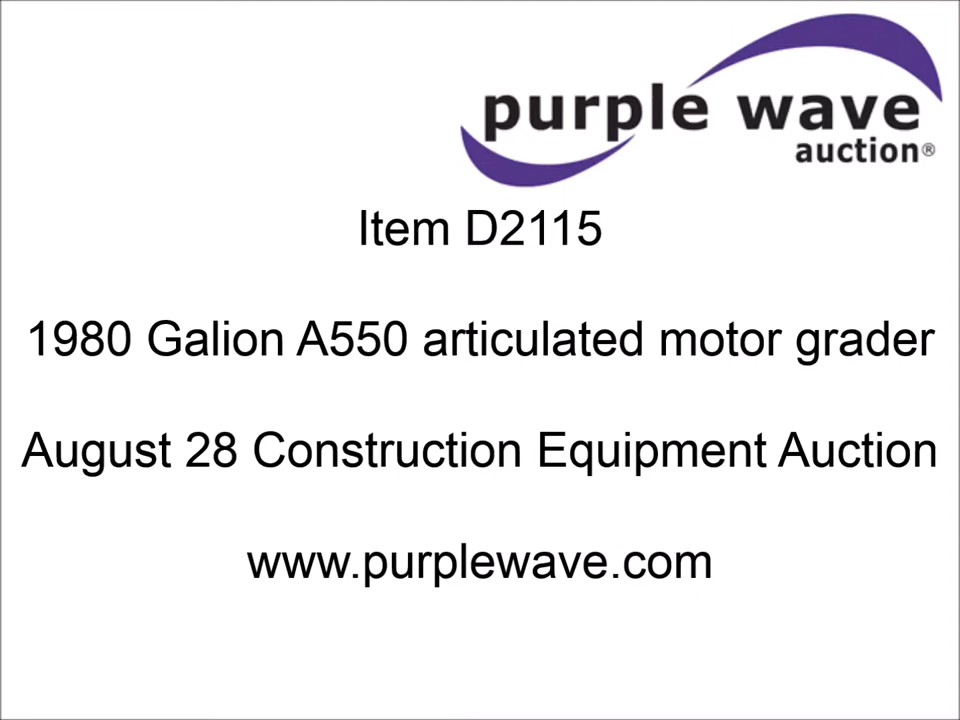 purple wave
auction®
Item D2115
1980 Galion A550 articulated motor grader
August 28 Construction Equipment Auction
www.purplewave.com